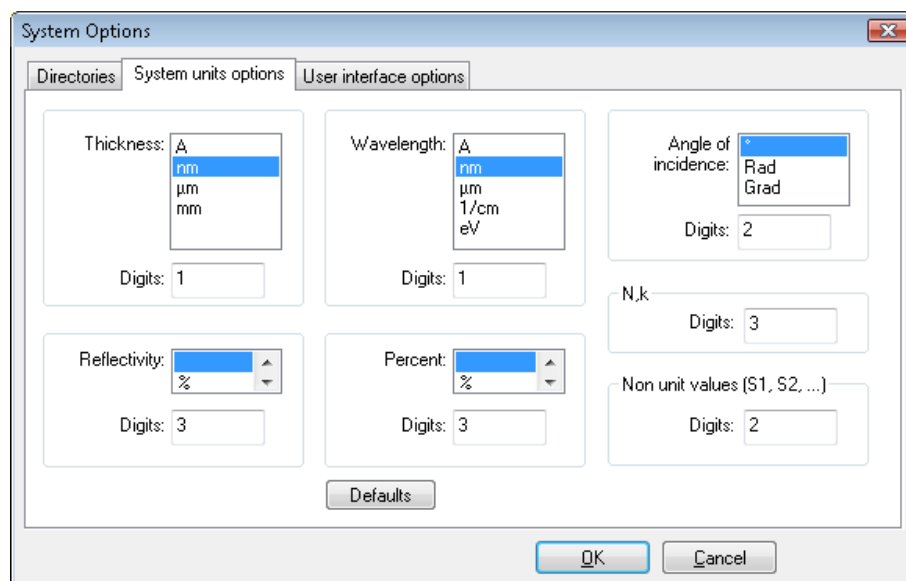 System Options
Directories
System units options
User interface options
Thickness:
A
nm
µm
mm
Digits: 1
Wavelength:
A
nm
µm
1/cm
eV
Digits: 1
Angle of
incidence:
°
Rad
Grad
Digits: 2
N,k
Digits: 3
Reflectivity:
%
Digits: 3
Percent:
%
Digits: 3
Non unit values (S1, S2, ...)
Digits: 2
Defaults
OK
Cancel